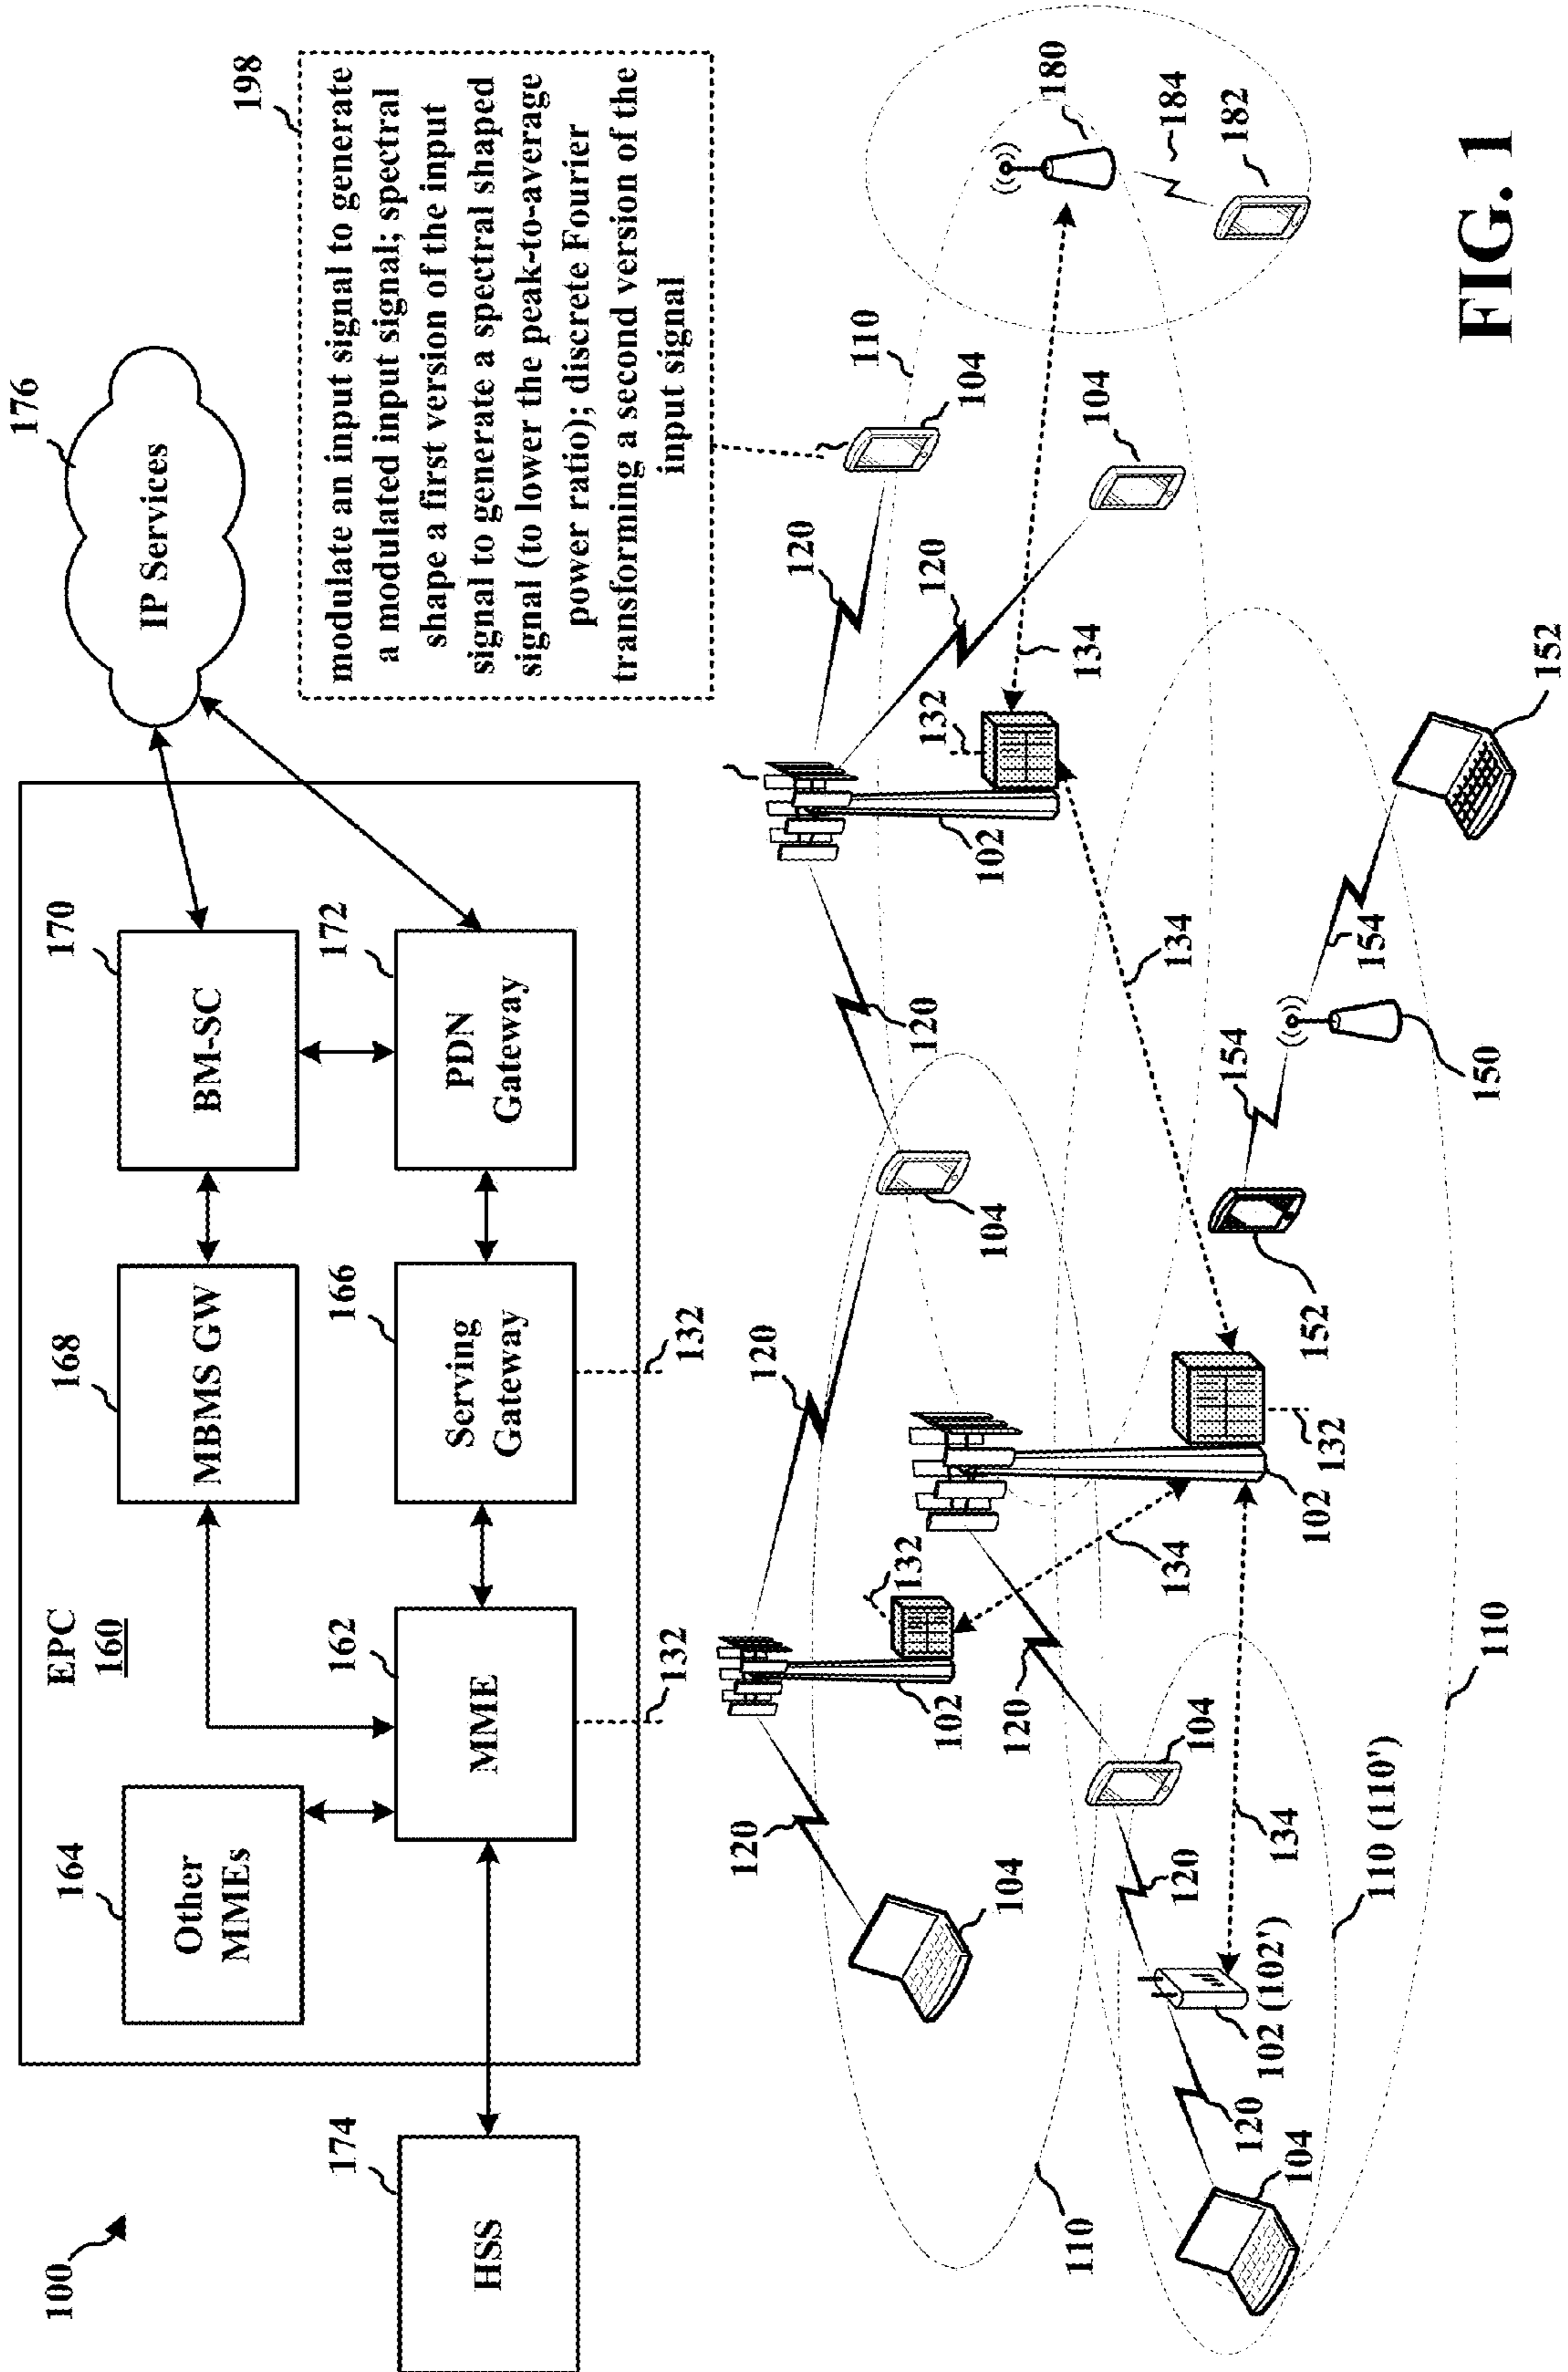 100
EPC
160
174
HSS
164
Other
MMEs
162
MME
132
168
MBMS GW
166
Serving
Gateway
132
170
BM-SC
172
PDN
Gateway
176
IP Services
198
modulate an input signal to generate
a modulated input signal; spectral
shape a first version of the input
signal to generate a spectral shaped
signal (to lower the peak-to-average
power ratio); discrete Fourier
transforming a second version of the
input signal
120
104
110
120
132
102
134
120
104
120
120
110
104
120
132
134
102
180
184
182
104
120
102 (102')
120
104
120
134
110 (110')
134
102
132
110
152
154
150
154
152
134
104
FIG. 1